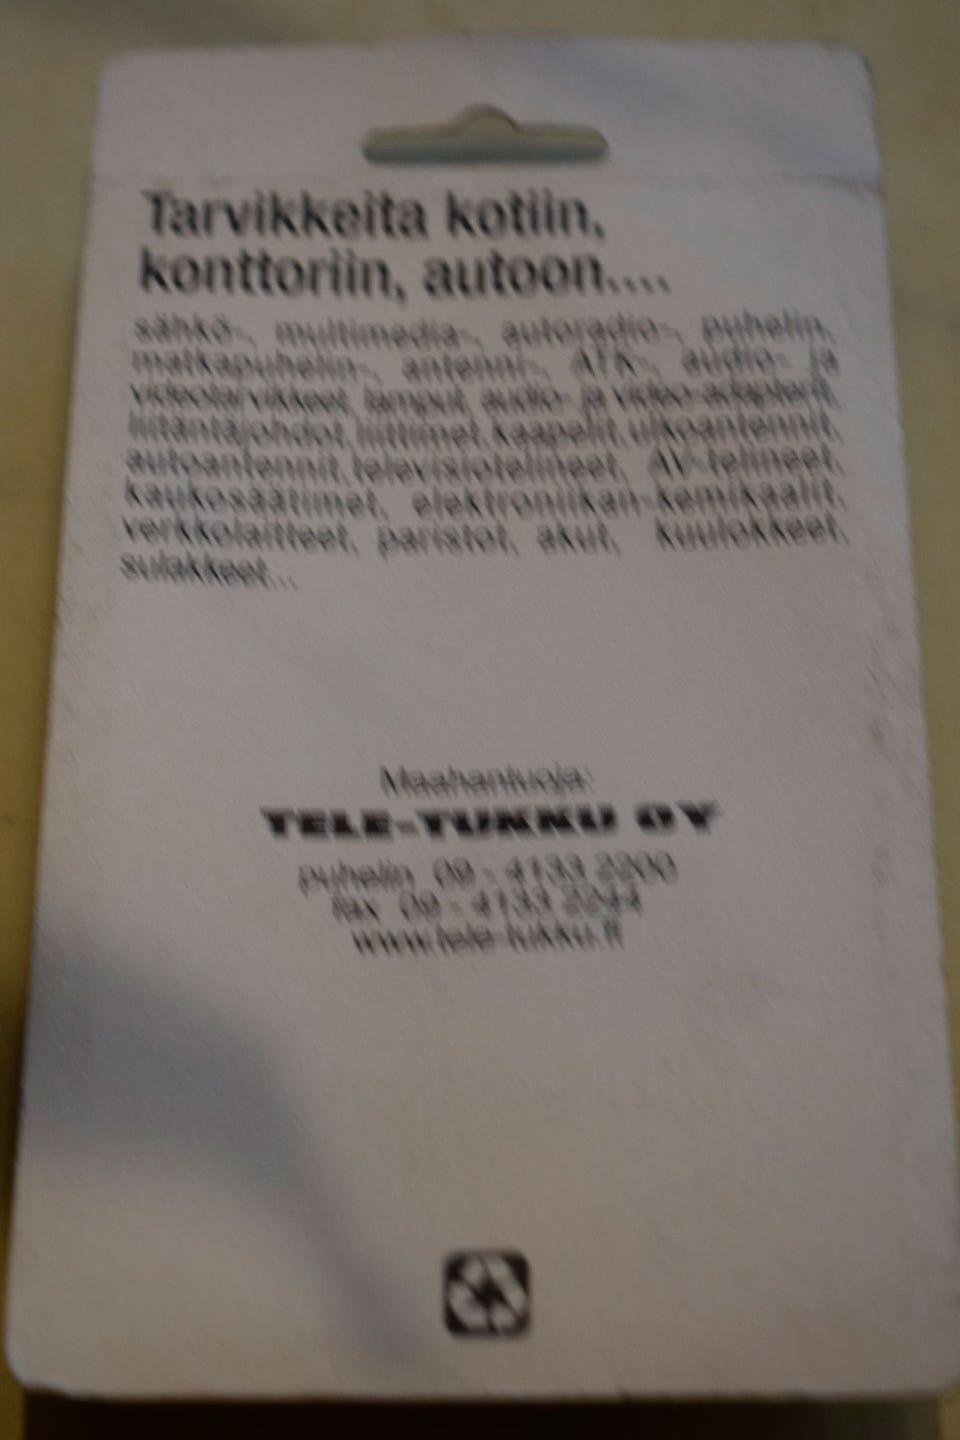 Tarvikkeita kotiin,
konttoriin, autoon....
sähkö-, multimedia-, autoradio-, puhelin,
matkapuhelin-, antenni-, ATK-, audio- ja
videotarvikkeet, lamput, audio- ja video-adapterit,
liitäntäjohdot, liittimet, kaapelit, ulkoantennit,
autoantennit, televisiotelineet, AV-telineet,
kaukosäätimet, elektroniikan-kemikaalit,
verkkolaitteet, paristot, akut, kuulokkeet,
sulakkeet...
Maahantuoja:
TELE-TUKKU OY
puhelin 09 - 4133 2200
fax 09 - 4133 2244
www.tele-tukku.fi